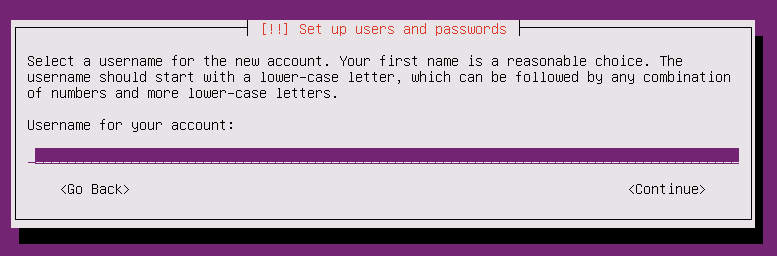 [!!] Set up users and passwords
Select a username for the new account. Your first name is a reasonable choice. The
username should start with a lower-case letter, which can be followed by any combination
of numbers and more lower-case letters.
Username for your account:
<Go Back> <Continue>